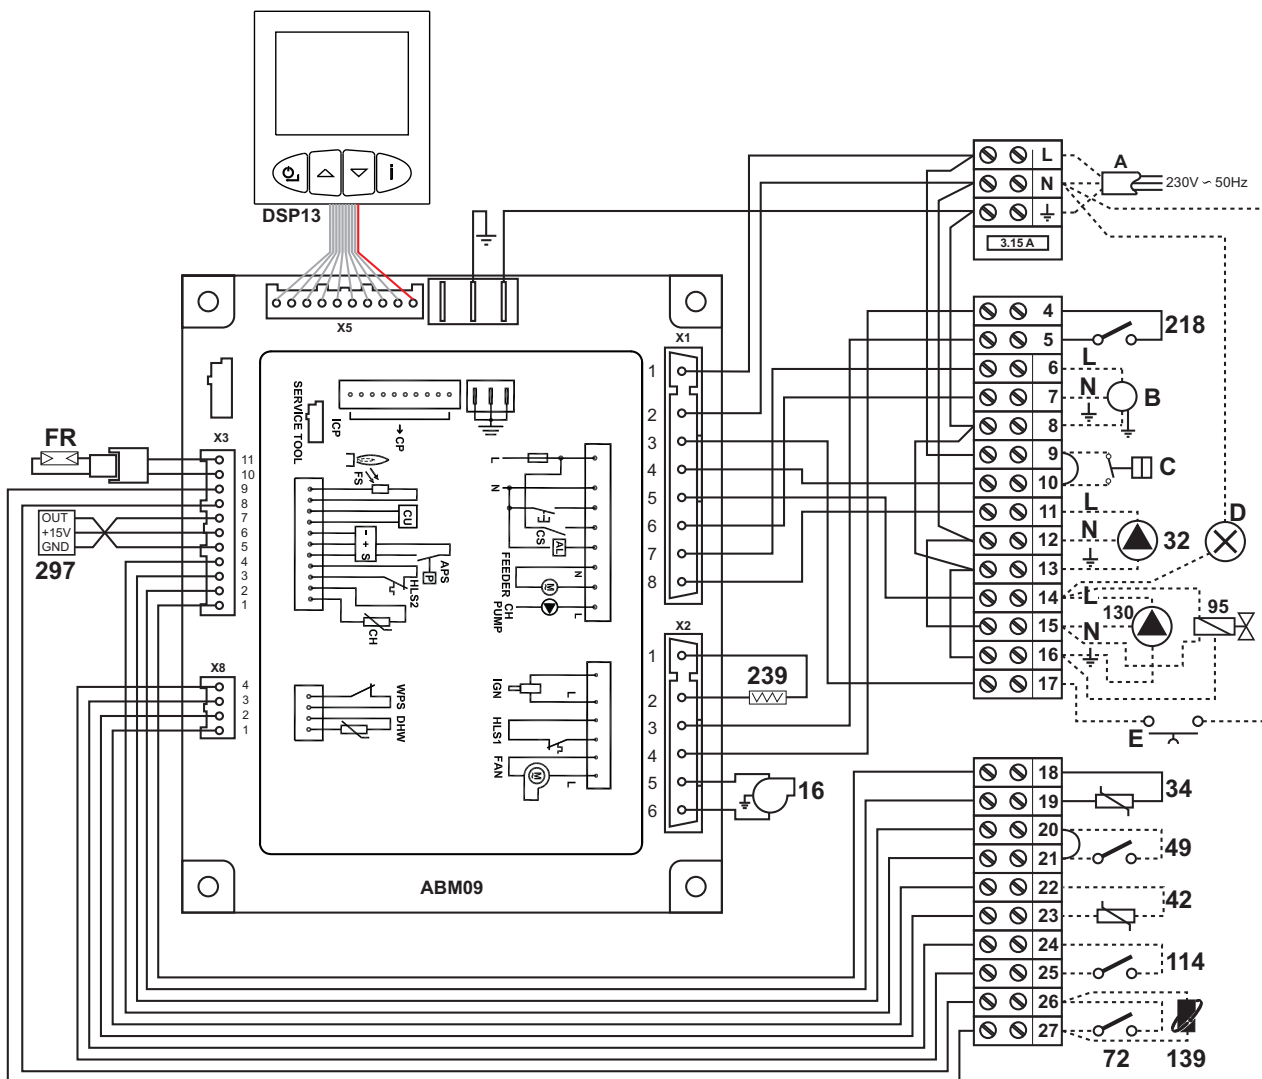 DSP13
X5
L
N
3.15 A
A
230V ~ 50Hz
X1
1
2
3
4
5
6
7
8
4
5
6
7
8
9
10
11
12
13
14
15
16
17
218
L
N
B
C
L
N
32
D
L
N
130
95
E
FR
X3
11
10
9
8
7
6
5
4
3
2
1
OUT
+15V
GND
297
X8
4
3
2
1
SERVICE TOOL
ICP
CP
FS
CU
- + S
APS
P
HLS2
CH
L
N
CS
AL
FEEDER
M
N
CH PUMP
L
WPS
DHW
IGN
L
HLS1
FAN
M
L
X2
1
2
3
4
5
6
239
16
ABM09
18
19
20
21
22
23
24
25
26
27
34
49
42
114
72
139